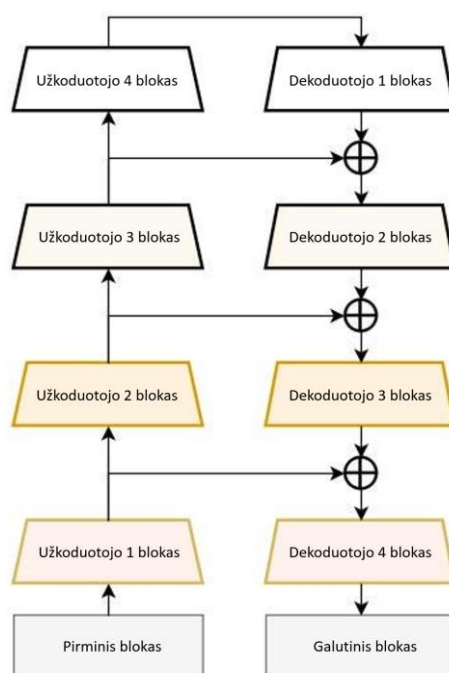 Užkoduotojo 4 blokas
Dekoduotojo 1 blokas
Užkoduotojo 3 blokas
Dekoduotojo 2 blokas
Užkoduotojo 2 blokas
Dekoduotojo 3 blokas
Užkoduotojo 1 blokas
Dekoduotojo 4 blokas
Pirminis blokas
Galutinis blokas